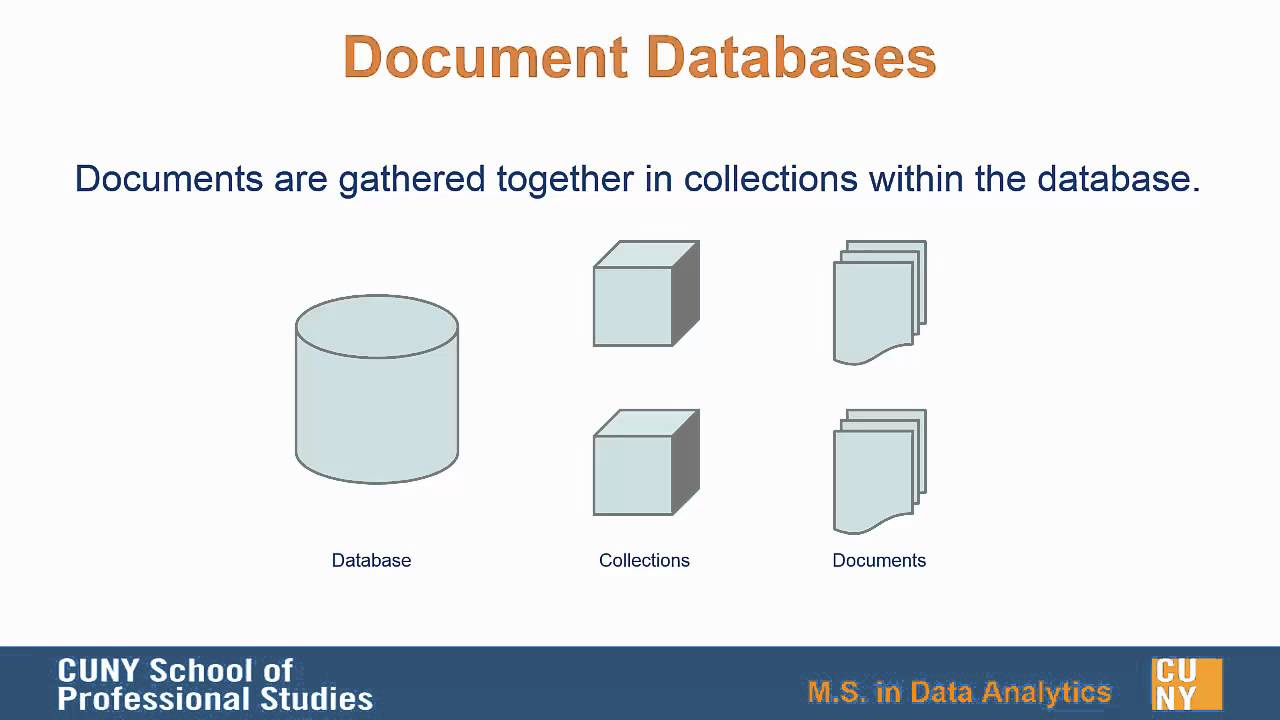 Document Databases
Documents are gathered together in collections within the database.
Database
Collections
Documents
CUNY School of
Professional Studies
M.S. in Data Analytics
CU
NY